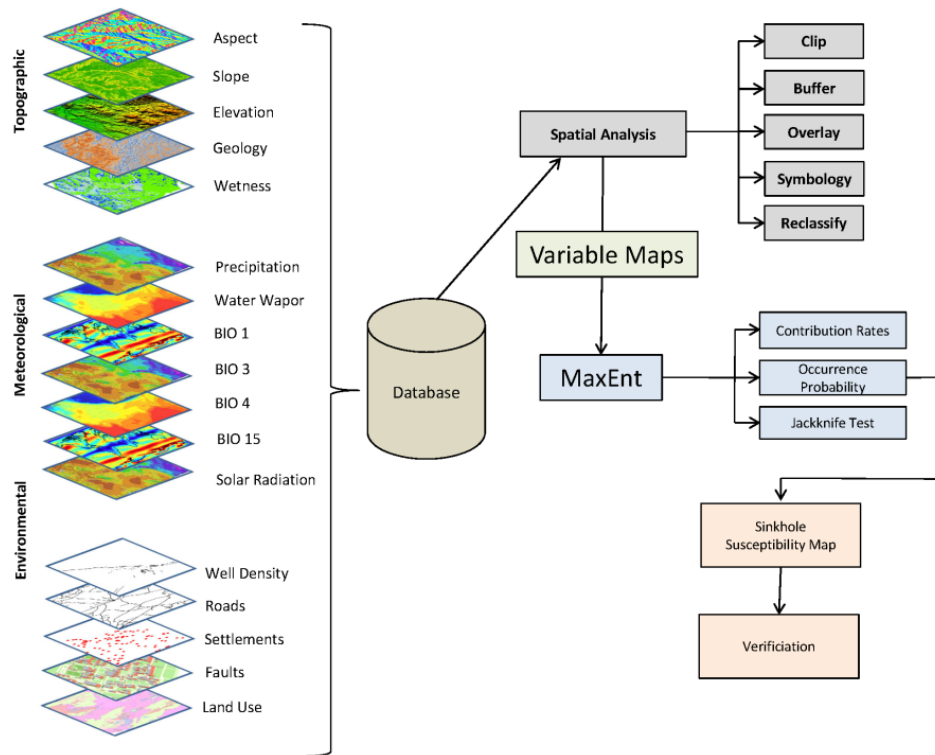 Topographic
Aspect
Slope
Elevation
Geology
Wetness
Meteorological
Precipitation
Water Wapor
BIO 1
BIO 3
BIO 4
BIO 15
Solar Radiation
Environmental
Well Density
Roads
Settlements
Faults
Land Use
Database
Spatial Analysis
Clip
Buffer
Overlay
Symbology
Reclassify
Variable Maps
MaxEnt
Contribution Rates
Occurrence
Probability
Jackknife Test
Sinkhole
Susceptibility Map
Verificiation